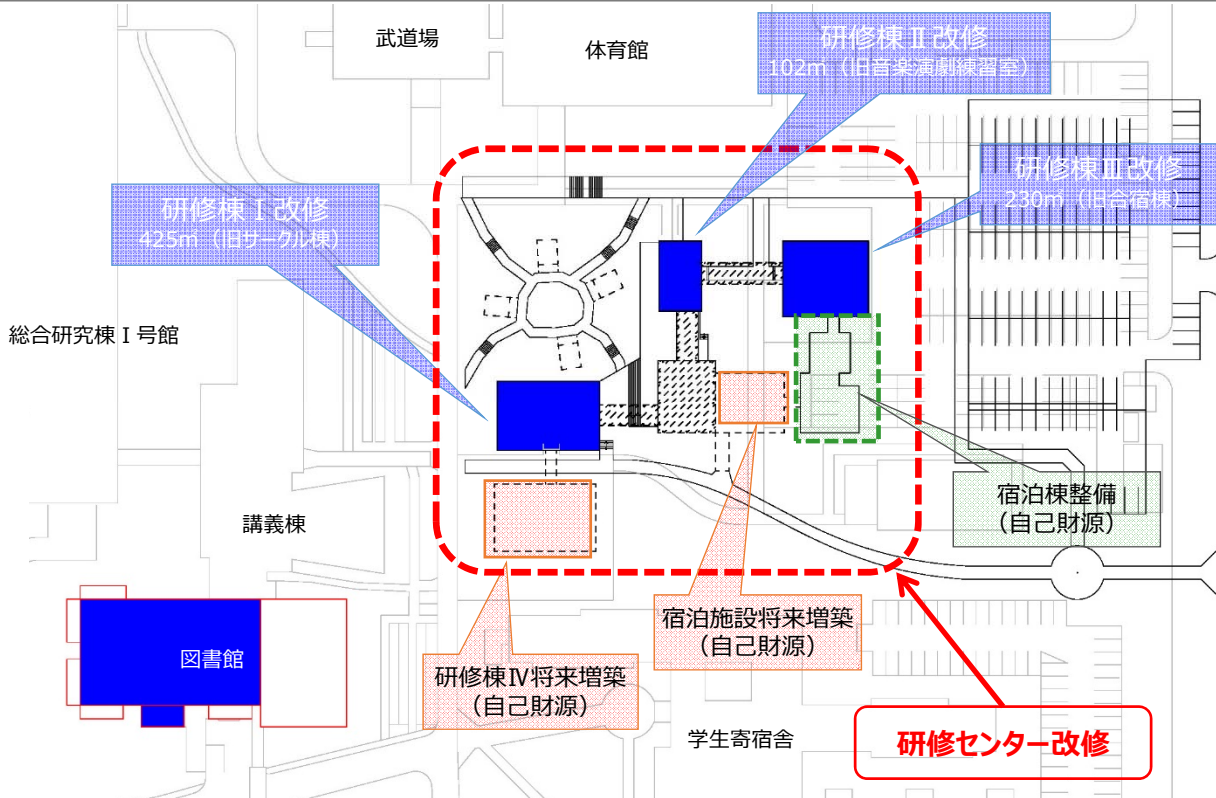 武道場
体育館
研修棟Ⅱ改修
102㎡（旧音楽演劇練習室）
研修棟Ⅲ改修
230㎡（旧合宿棟）
研修棟Ⅰ改修
425㎡（旧サークル棟）
総合研究棟Ⅰ号館
講義棟
宿泊棟整備
（自己財源）
宿泊施設将来増築
（自己財源）
図書館
研修棟Ⅳ将来増築
（自己財源）
学生寄宿舎
研修センター改修